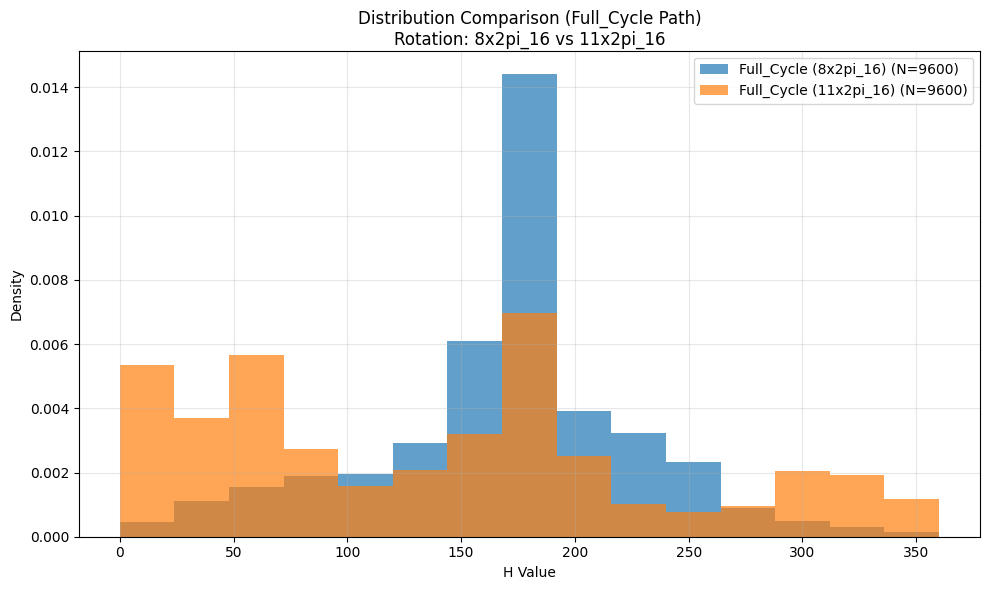 Distribution Comparison (Full_Cycle Path)
Rotation: 8x2pi_16 vs 11x2pi_16
Full_Cycle (8x2pi_16) (N=9600)
Full_Cycle (11x2pi_16) (N=9600)
Density
0.014
0.012
0.010
0.008
0.006
0.004
0.002
0.000
0 50 100 150 200 250 300 350
H Value